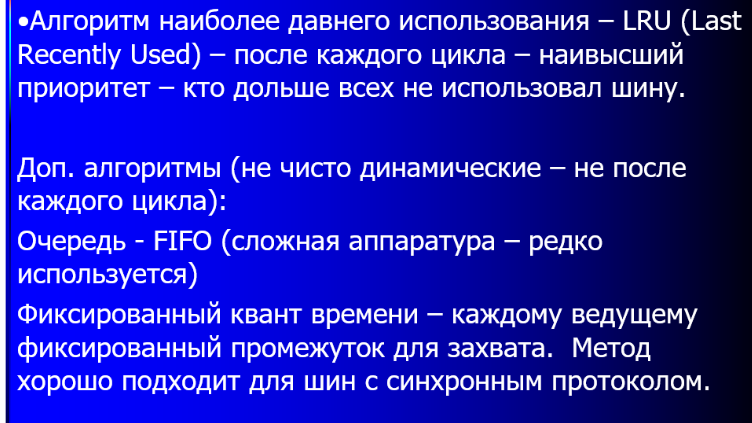 •Алгоритм наиболее давнего использования – LRU (Last
Recently Used) – после каждого цикла – наивысший
приоритет – кто дольше всех не использовал шину.
Доп. алгоритмы (не чисто динамические – не после
каждого цикла):
Очередь - FIFO (сложная аппаратура – редко
используется)
Фиксированный квант времени – каждому ведущему
фиксированный промежуток для захвата. Метод
хорошо подходит для шин с синхронным протоколом.